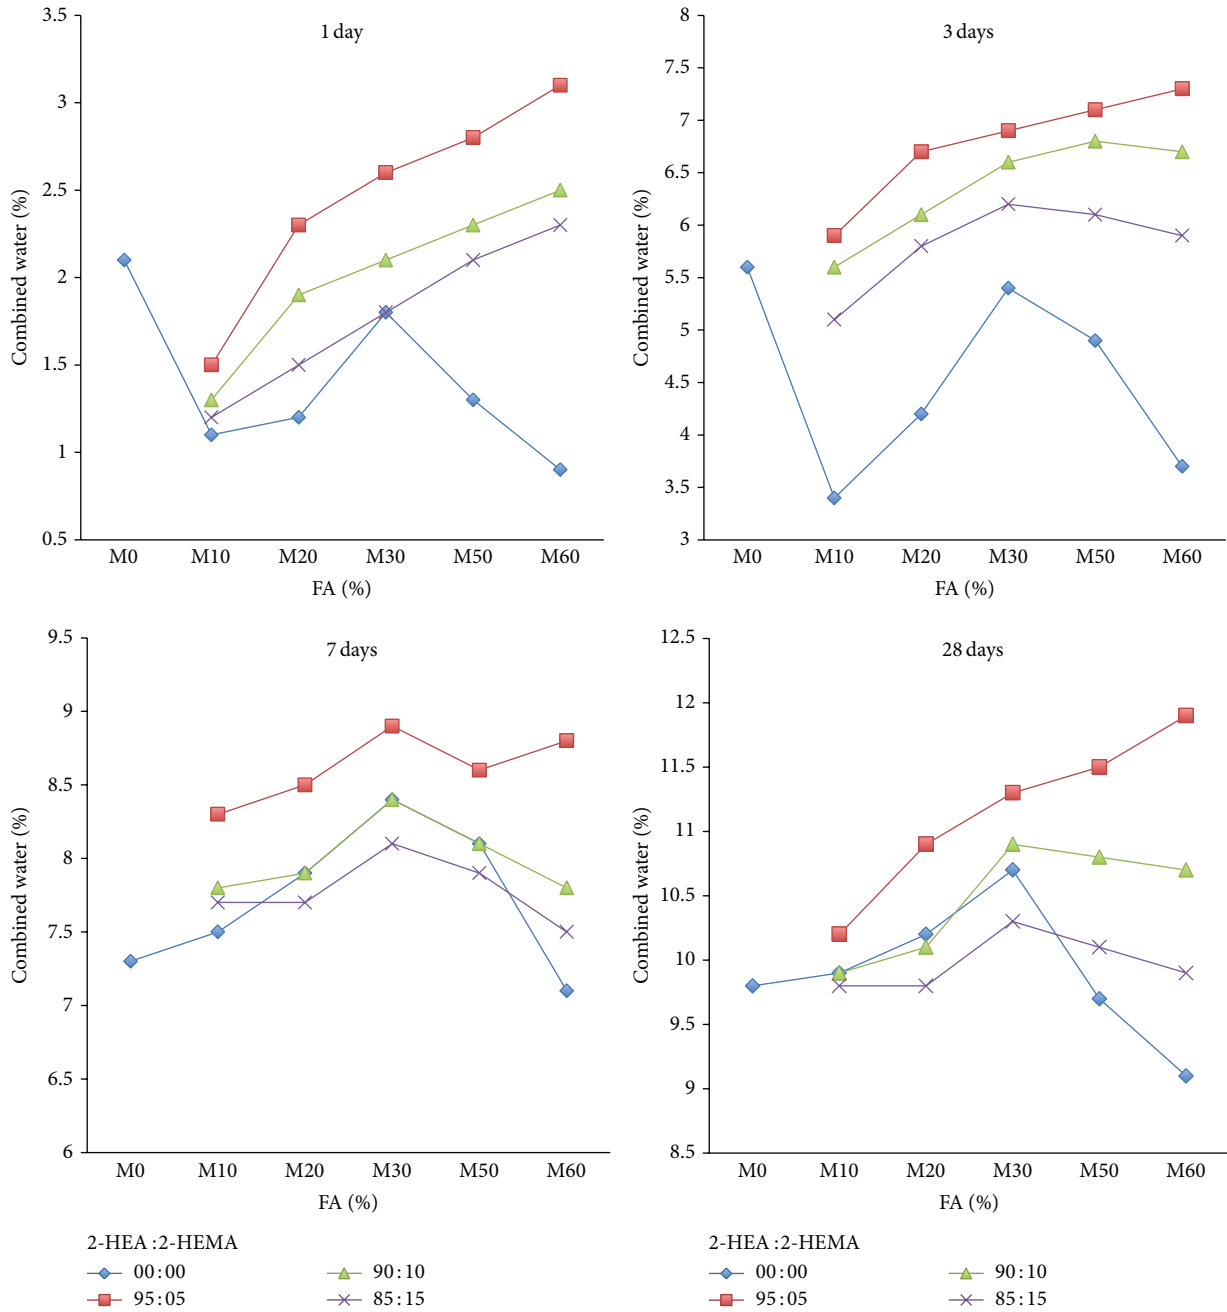 1 day
3.5
3
2.5
2
1.5
1
0.5
Combined water (%)
M0 M10 M20 M30 M50 M60
FA (%)
3 days
8
7.5
7
6.5
6
5.5
5
4.5
4
3.5
3
Combined water (%)
M0 M10 M20 M30 M50 M60
FA (%)
7 days
9.5
9
8.5
8
7.5
7
6.5
6
Combined water (%)
M0 M10 M20 M30 M50 M60
FA (%)
28 days
12.5
12
11.5
11
10.5
10
9.5
9
8.5
Combined water (%)
M0 M10 M20 M30 M50 M60
FA (%)
2-HEA:2-HEMA
00:00 90:10
95:05 85:15
2-HEA:2-HEMA
00:00 90:10
95:05 85:15